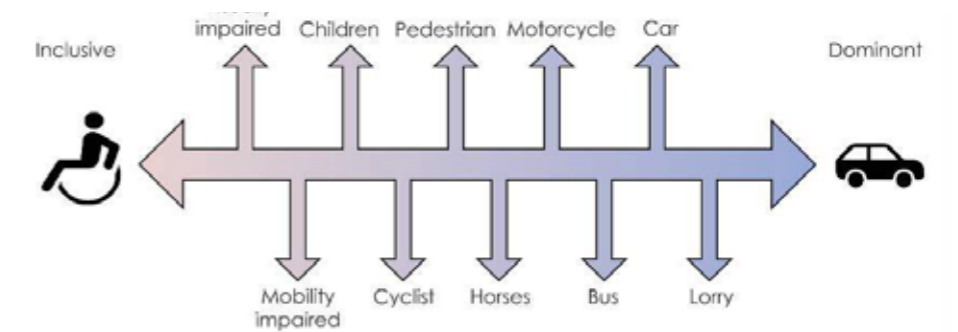 impaired Children Pedestrian Motorcycle Car
Inclusive
Dominant
Mobility
impaired
Cyclist
Horses
Bus
Lorry